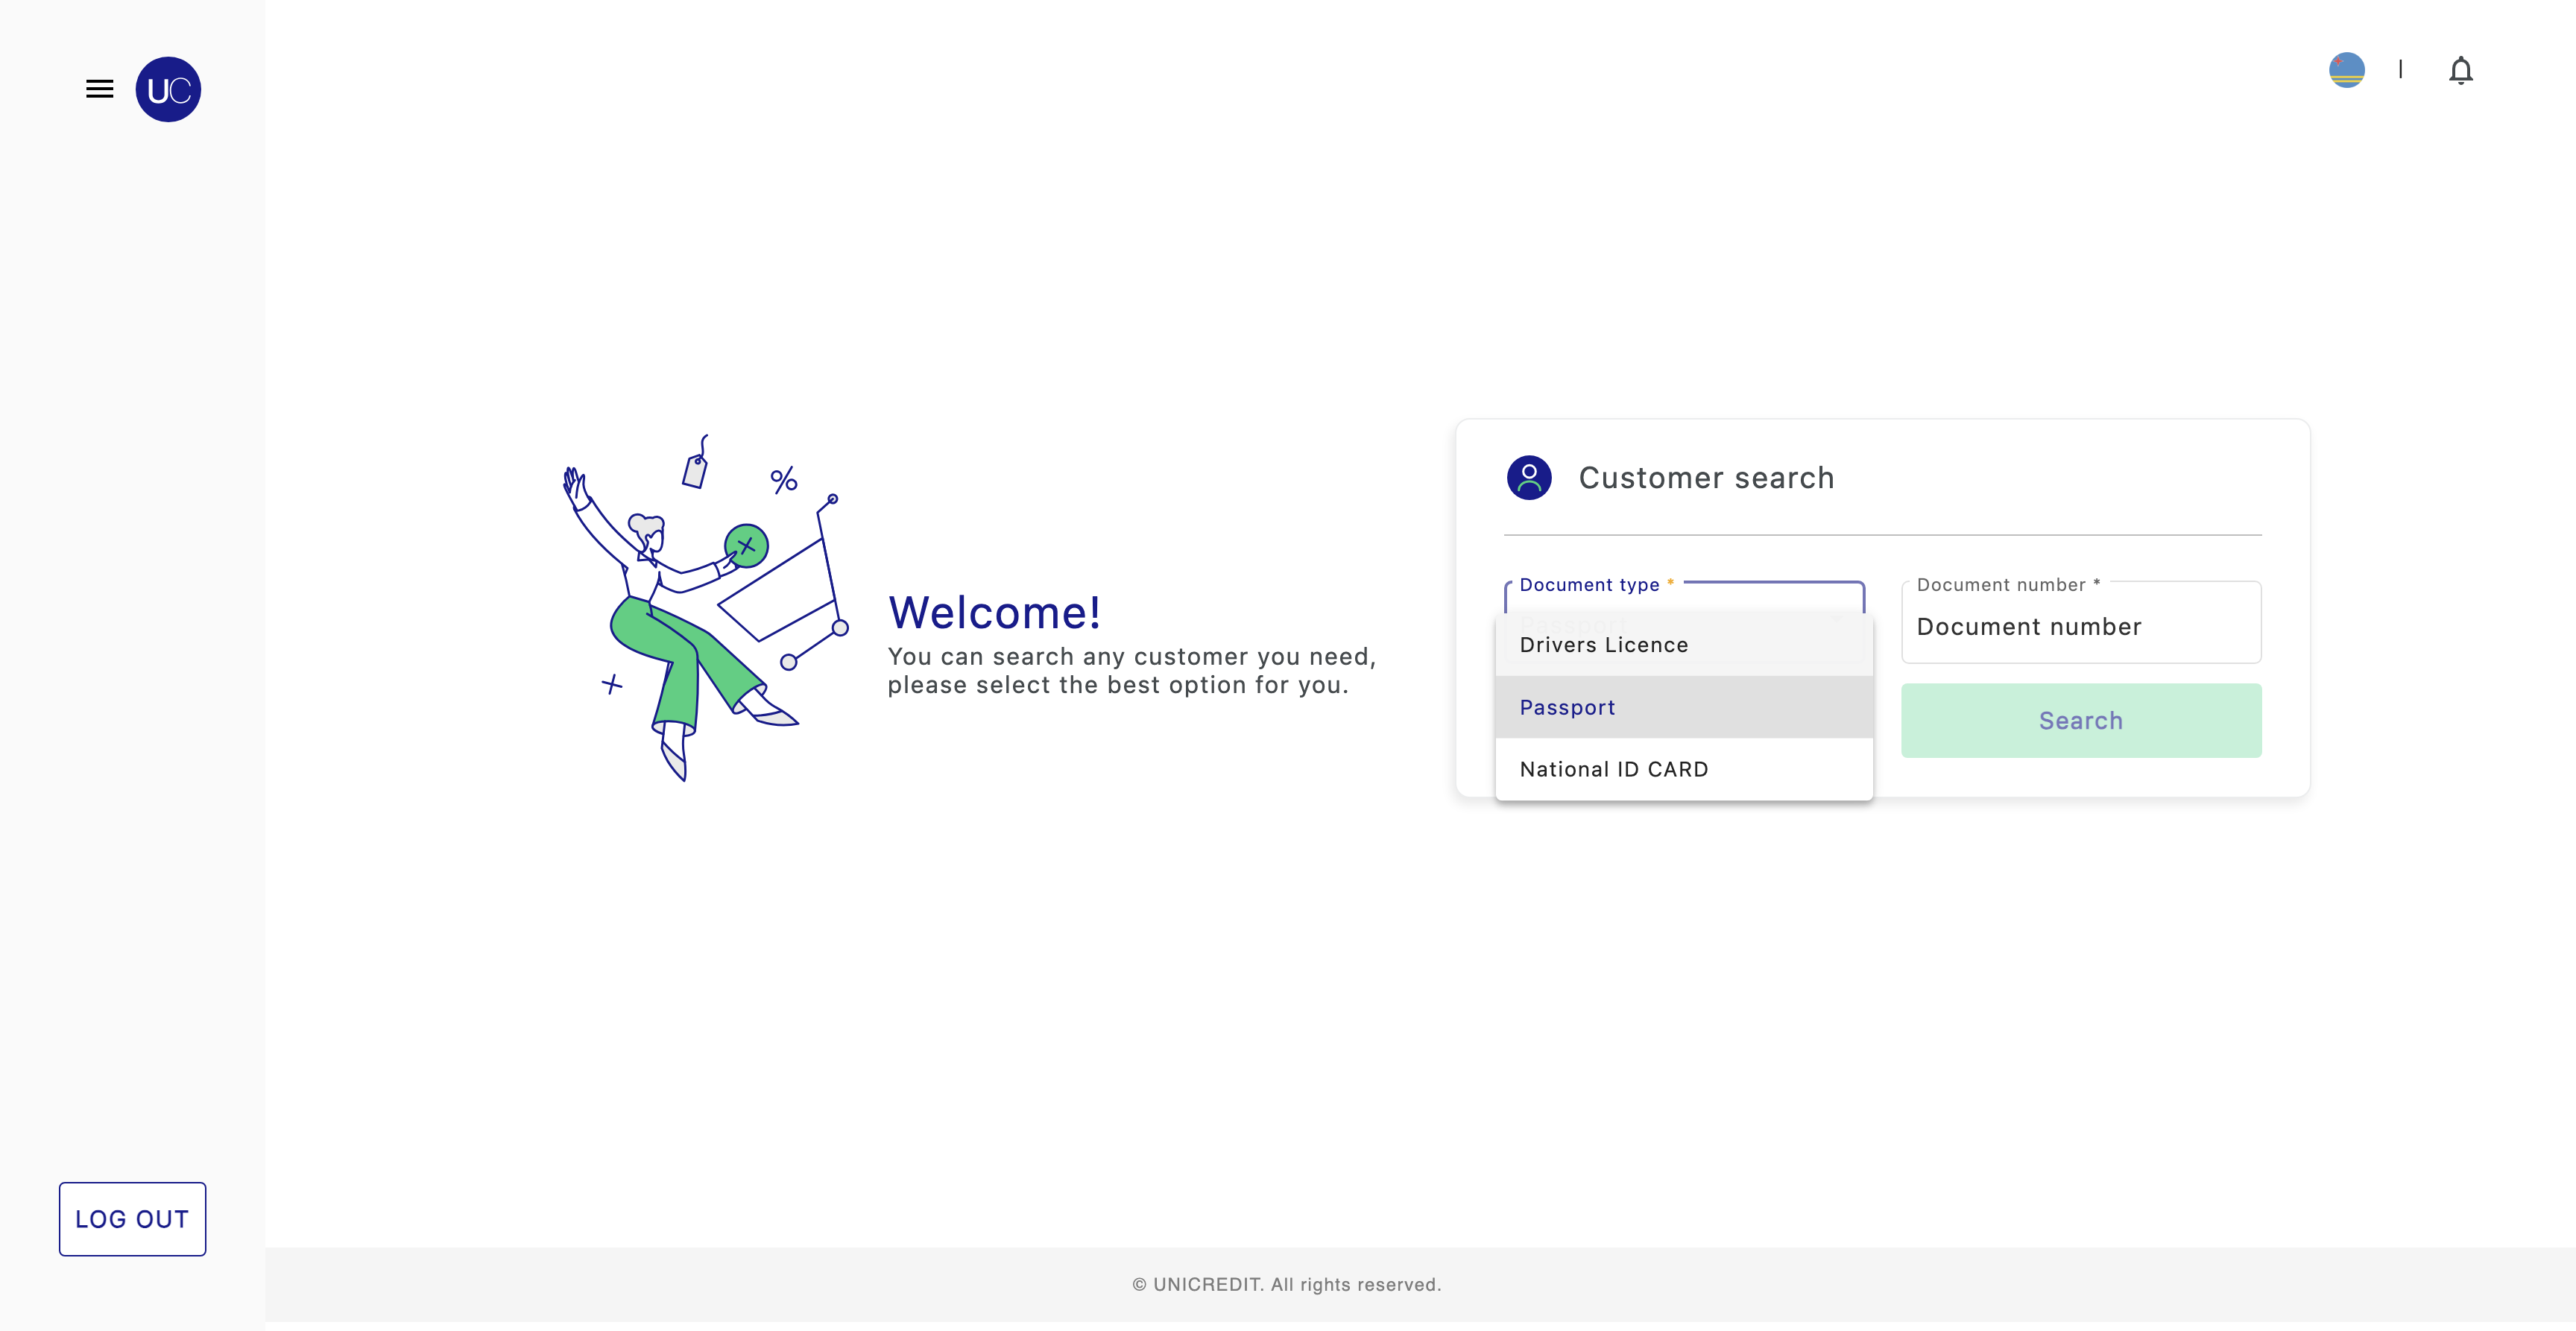 UC
Customer search
Document type *
Document number *
Passport
Document number
Drivers Licence
Passport
National ID CARD
Search
Welcome!
You can search any customer you need,
please select the best option for you.
%
LOG OUT
© UNICREDIT. All rights reserved.